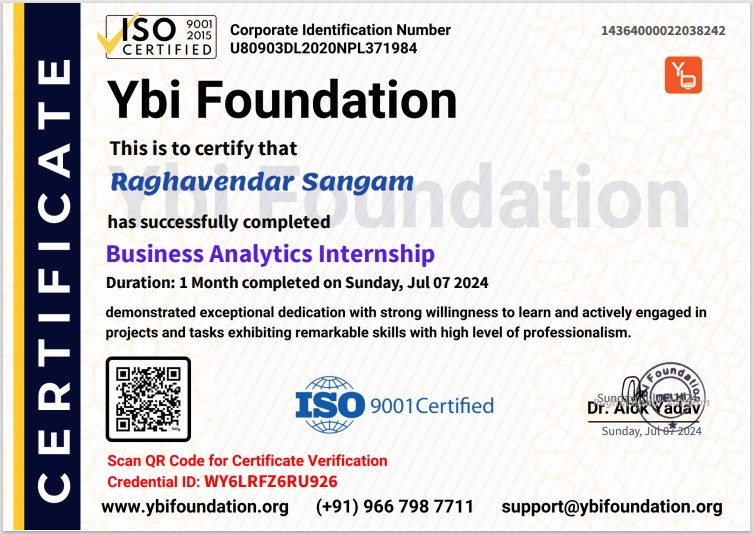 CERTIFICATE
ISO 9001 2015 CERTIFIED
Corporate Identification Number
U80903DL2020NPL371984
14364000022038242
Y
Ybi Foundation
This is to certify that
Ybi Foundation
Raghavendar Sangam
has successfully completed
Business Analytics Internship
Duration: 1 Month completed on Sunday, Jul 07 2024
demonstrated exceptional dedication with strong willingness to learn and actively engaged in
projects and tasks exhibiting remarkable skills with high level of professionalism.
ISO 9001 Certified
Ybi Foundation
DELHI
Dr. Alok Yadav
Sunday, Jul 07 2024
Scan QR Code for Certificate Verification
Credential ID: WY6LRFZ6RU926
www.ybifoundation.org (+91) 966 798 7711 support@ybifoundation.org